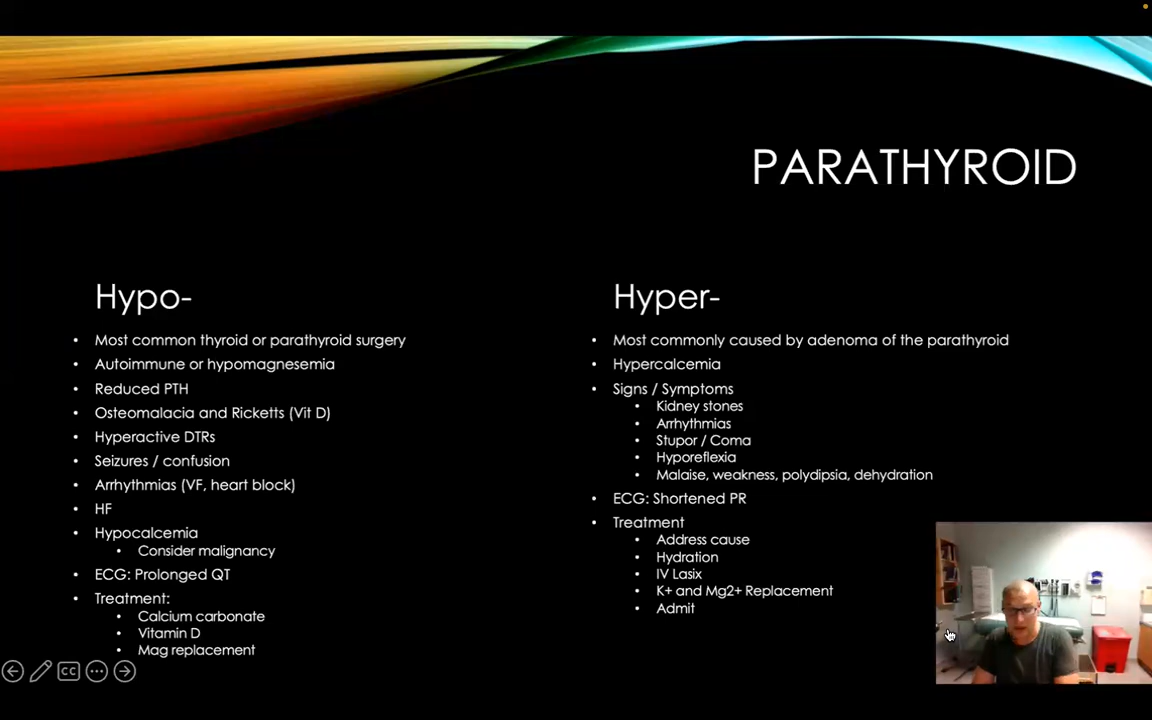 PARATHYROID
Hypo-
• Most common thyroid or parathyroid surgery
• Autoimmune or hypomagnesemia
• Reduced PTH
• Osteomalacia and Ricketts (Vit D)
• Hyperactive DTRs
• Seizures / confusion
• Arrhythmias (VF, heart block)
• HF
• Hypocalcemia
• Consider malignancy
• ECG: Prolonged QT
• Treatment:
• Calcium carbonate
• Vitamin D
• Mag replacement
Hyper-
• Most commonly caused by adenoma of the parathyroid
• Hypercalcemia
• Signs / Symptoms
• Kidney stones
• Arrhythmias
• Stupor / Coma
• Hyporeflexia
• Malaise, weakness, polydipsia, dehydration
• ECG: Shortened PR
• Treatment
• Address cause
• Hydration
• IV Lasix
• K+ and Mg2+ Replacement
• Admit
CC